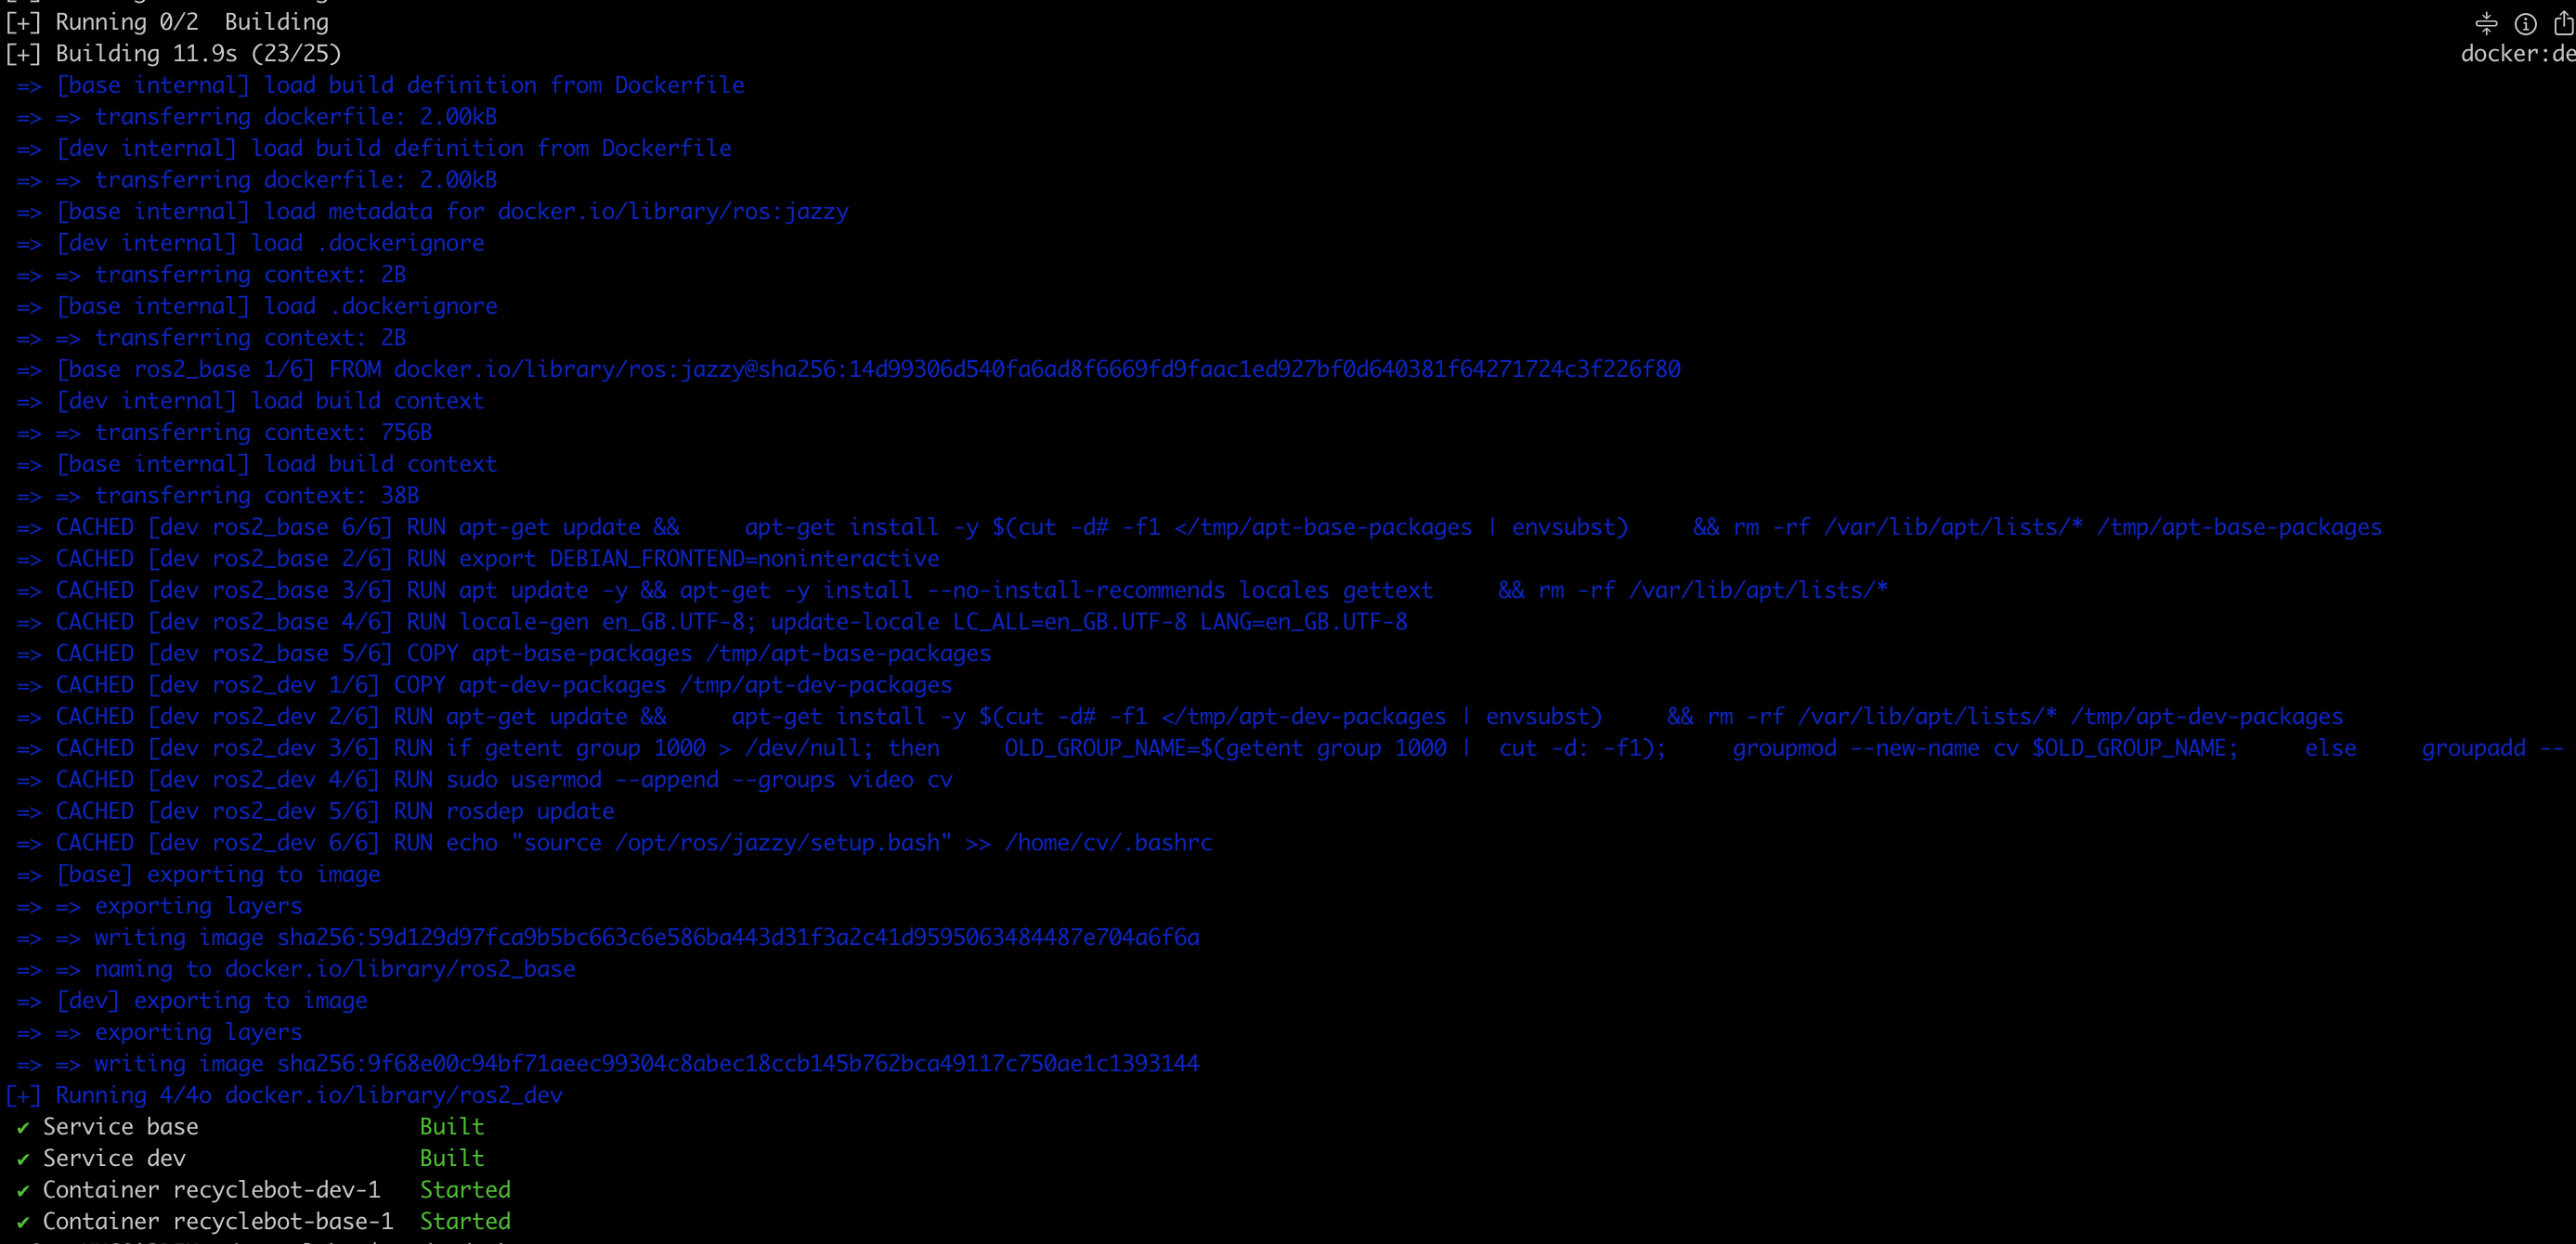 [+] Running 0/2  Building
[+] Building 11.9s (23/25)   docker:de
=> [base internal] load build definition from Dockerfile
=> => transferring dockerfile: 2.00kB
=> [dev internal] load build definition from Dockerfile
=> => transferring dockerfile: 2.00kB
=> [base internal] load metadata for docker.io/library/ros:jazzy
=> [dev internal] load .dockerignore
=> => transferring context: 2B
=> [base internal] load .dockerignore
=> => transferring context: 2B
=> [base ros2_base 1/6] FROM docker.io/library/ros:jazzy@sha256:14d99306d540fa6ad8f6669fd9faac1ed927bf0d640381f64271724c3f226f80
=> [dev internal] load build context
=> => transferring context: 756B
=> [base internal] load build context
=> => transferring context: 38B
=> CACHED [dev ros2_base 6/6] RUN apt-get update &&     apt-get install -y $(cut -d# -f1 </tmp/apt-base-packages | envsubst)     && rm -rf /var/lib/apt/lists/* /tmp/apt-base-packages
=> CACHED [dev ros2_base 2/6] RUN export DEBIAN_FRONTEND=noninteractive
=> CACHED [dev ros2_base 3/6] RUN apt update -y && apt-get -y install --no-install-recommends locales gettext     && rm -rf /var/lib/apt/lists/*
=> CACHED [dev ros2_base 4/6] RUN locale-gen en_GB.UTF-8; update-locale LC_ALL=en_GB.UTF-8 LANG=en_GB.UTF-8
=> CACHED [dev ros2_base 5/6] COPY apt-base-packages /tmp/apt-base-packages
=> CACHED [dev ros2_dev 1/6] COPY apt-dev-packages /tmp/apt-dev-packages
=> CACHED [dev ros2_dev 2/6] RUN apt-get update &&     apt-get install -y $(cut -d# -f1 </tmp/apt-dev-packages | envsubst)     && rm -rf /var/lib/apt/lists/* /tmp/apt-dev-packages
=> CACHED [dev ros2_dev 3/6] RUN if getent group 1000 > /dev/null; then     OLD_GROUP_NAME=$(getent group 1000 |  cut -d: -f1);     groupmod --new-name cv $OLD_GROUP_NAME;     else     groupadd --
=> CACHED [dev ros2_dev 4/6] RUN sudo usermod --append --groups video cv
=> CACHED [dev ros2_dev 5/6] RUN rosdep update
=> CACHED [dev ros2_dev 6/6] RUN echo "source /opt/ros/jazzy/setup.bash" >> /home/cv/.bashrc
=> [base] exporting to image
=> => exporting layers
=> => writing image sha256:59d129d97fca9b5bc663c6e586ba443d31f3a2c41d9595063484487e704a6f6a
=> => naming to docker.io/library/ros2_base
=> [dev] exporting to image
=> => exporting layers
=> => writing image sha256:9f68e00c94bf71aeec99304c8abec18ccb145b762bca49117c750ae1c1393144
[+] Running 4/4o docker.io/library/ros2_dev
✔ Service base   Built
✔ Service dev   Built
✔ Container recyclebot-dev-1   Started
✔ Container recyclebot-base-1   Started